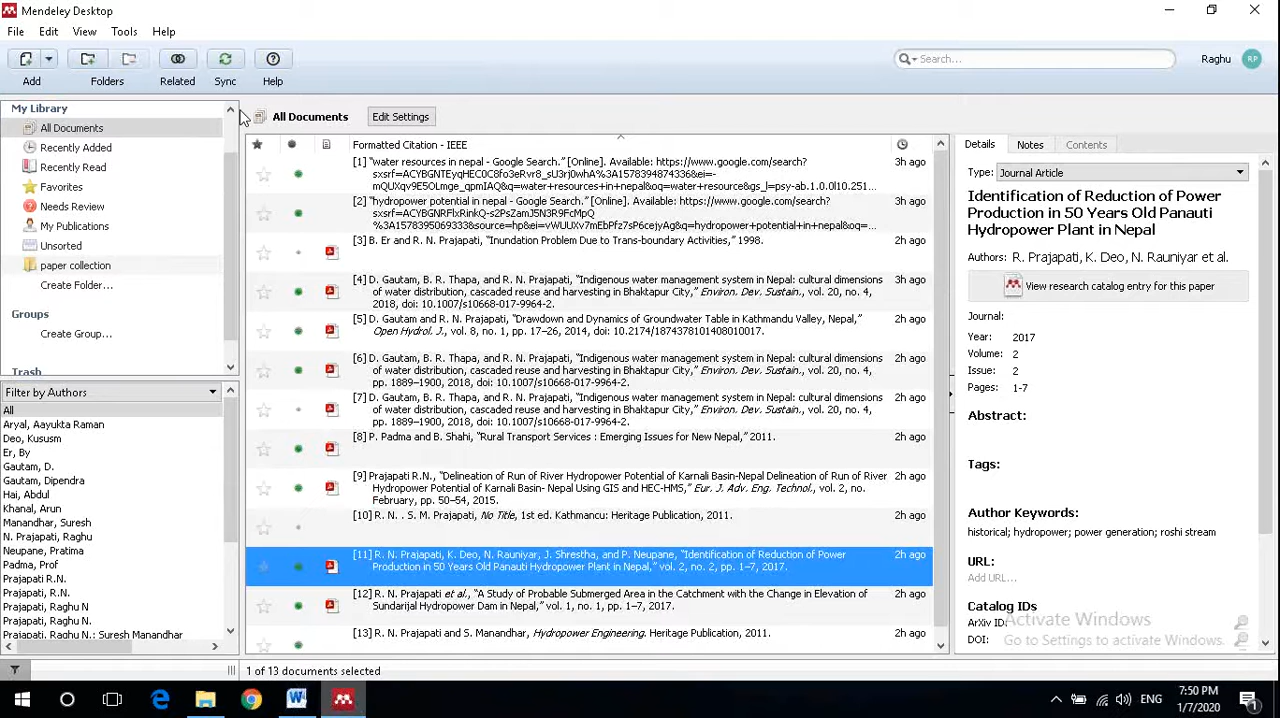 Mendeley Desktop
File Edit View Tools Help
Add Folders Related Sync Help
Search...
Raghu RP
My Library
All Documents
Recently Added
Recently Read
Favorites
Needs Review
My Publications
Unsorted
paper collection
Create Folder...
Groups
Create Group...
Trash
Filter by Authors
All
Aryal, Aayukta Raman
Deo, Kususm
Er, By
Gautam, D.
Gautam, Dipendra
Hai, Abdul
Khanal, Arun
Manandhar, Suresh
N. Prajapati, Raghu
Neupane, Pratima
Padma, Prof
Prajapati R.N.
Prajapati, Raghu N
Prajapati, Raghu N.
Prajapati, Raghu N.: Suresh Manandhar
All Documents Edit Settings
Formatted Citation - IEEE
[1] "water resources in nepal - Google Search." [Online]. Available: https://www.google.com/search? 3h ago
[2] "hydropower potential in nepal - Google Search." [Online]. Available: https://www.google.com/search? 3h ago
[3] B. Er and R. N. Prajapati, "Inundation Problem Due to Trans-boundary Activities," 1998. 2h ago
[4] D. Gautam, B. R. Thapa, and R. N. Prajapati, "Indigenous water management system in Nepal: cultural dimensions 3h ago
of water distribution, cascaded reuse and harvesting in Bhaktapur City," Environ. Dev. Sustain., vol. 20, no. 4,
2018, doi: 10.1007/s10668-017-9964-2.
[5] D. Gautam and R. N. Prajapati, "Drawdown and Dynamics of Groundwater Table in Kathmandu Valley, Nepal," 2h ago
Open Hydrol. J., vol. 8, no. 1, pp. 17–26, 2014, doi: 10.2174/1874378101408010017.
[6] D. Gautam, B. R. Thapa, and R. N. Prajapati, "Indigenous water management system in Nepal: cultural dimensions 2h ago
of water distribution, cascaded reuse and harvesting in Bhaktapur City," Environ. Dev. Sustain., vol. 20, no. 4,
pp. 1889–1900, 2018, doi: 10.1007/s10668-017-9964-2.
[7] D. Gautam, B. R. Thapa, and R. N. Prajapati, "Indigenous water management system in Nepal: cultural dimensions 2h ago
of water distribution, cascaded reuse and harvesting in Bhaktapur City," Environ. Dev. Sustain., vol. 20, no. 4,
pp. 1889–1900, 2018, doi: 10.1007/s10668-017-9964-2.
[8] P. Padma and B. Shahi, "Rural Transport Services : Emerging Issues for New Nepal," 2011. 2h ago
[9] Prajapati R.N., "Delineation of Run of River Hydropower Potential of Karnali Basin-Nepal Delineation of Run of River 2h ago
Hydropower Potential of Karnali Basin- Nepal Using GIS and HEC-HMS," Eur. J. Adv. Eng. Technol., vol. 2, no.
February, pp. 50–54, 2015.
[10] R. N. . S. M. Prajapati, No Title, 1st ed. Kathmancu: Heritage Publication, 2011. 2h ago
[11] R. N. Prajapati, K. Deo, N. Rauniyar, J. Shrestha, and P. Neupane, "Identification of Reduction of Power 2h ago
Production in 50 Years Old Panauti Hydropower Plant in Nepal," vol. 2, no. 2, pp. 1–7, 2017.
[12] R. N. Prajapati et al., "A Study of Probable Submerged Area in the Catchment with the Change in Elevation of 2h ago
Sundarijal Hydropower Dam in Nepal," vol. 1, no. 1, pp. 1–7, 2017.
[13] R. N. Prajapati and S. Manandhar, Hydropower Engineering. Heritage Publication, 2011. 2h ago
1 of 13 documents selected
Details Notes Contents
Type: Journal Article
Identification of Reduction of Power
Production in 50 Years Old Panauti
Hydropower Plant in Nepal
Authors: R. Prajapati, K. Deo, N. Rauniyar et al.
View research catalog entry for this paper
Journal:
Year: 2017
Volume: 2
Issue: 2
Pages: 1-7
Abstract:
Tags:
Author Keywords:
historical; hydropower; power generation; roshi stream
URL:
Add URL...
Catalog IDs
ArXiv ID:
DOI:
Activate Windows
Go to Settings to activate Windows.
ENG
7:50 PM
1/7/2020
1